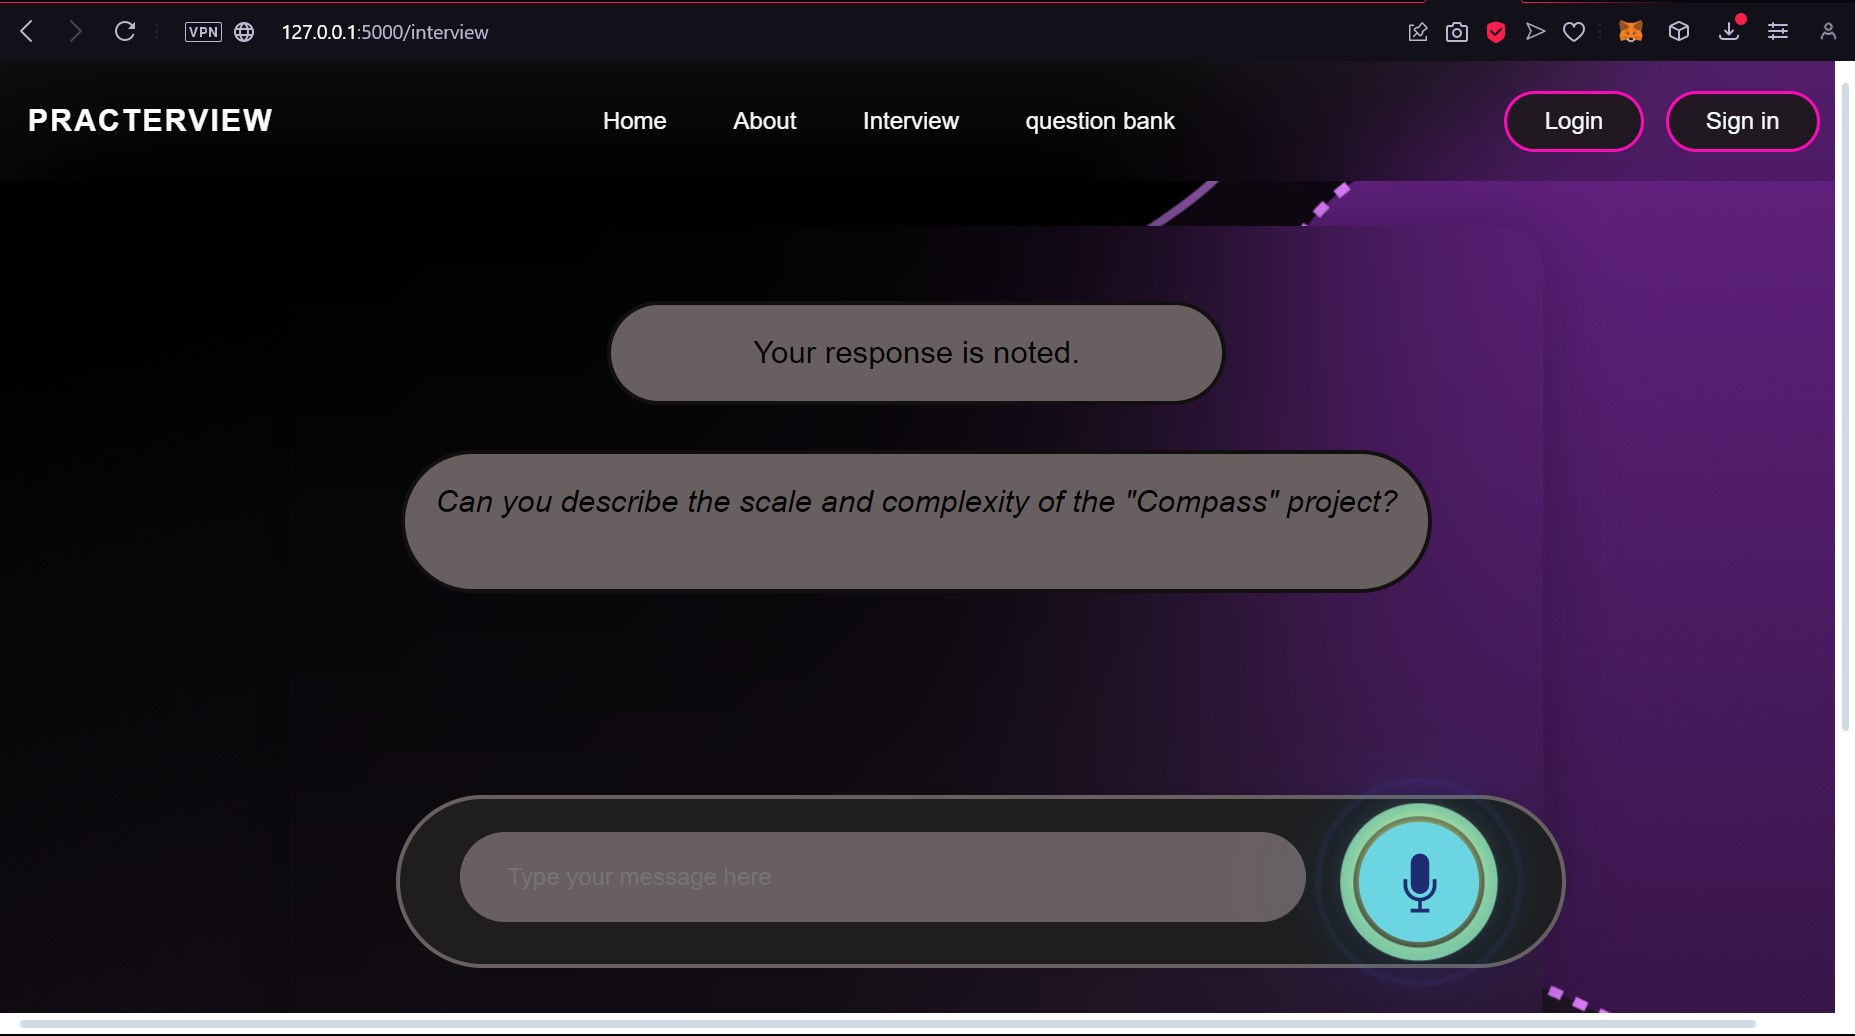 VPN 127.0.0.1:5000/interview
PRACTERVIEW Home About Interview question bank Login Sign in
Your response is noted.
Can you describe the scale and complexity of the "Compass" project?
Type your message here